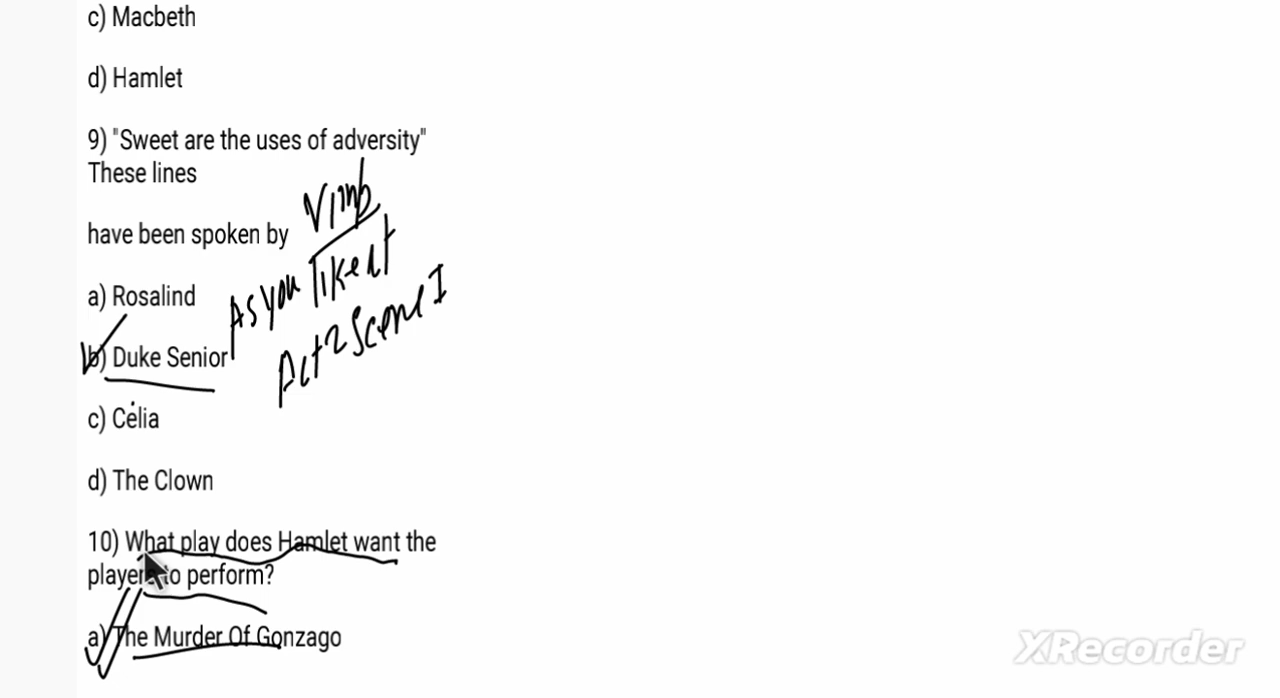 c) Macbeth
d) Hamlet
9) "Sweet are the uses of adversity"
These lines
V imp
have been spoken by
As you like it
a) Rosalind
Act 2 Scene I
b) Duke Senior
c) Celia
d) The Clown
10) What play does Hamlet want the
players to perform?
a) The Murder Of Gonzago
XRecorder